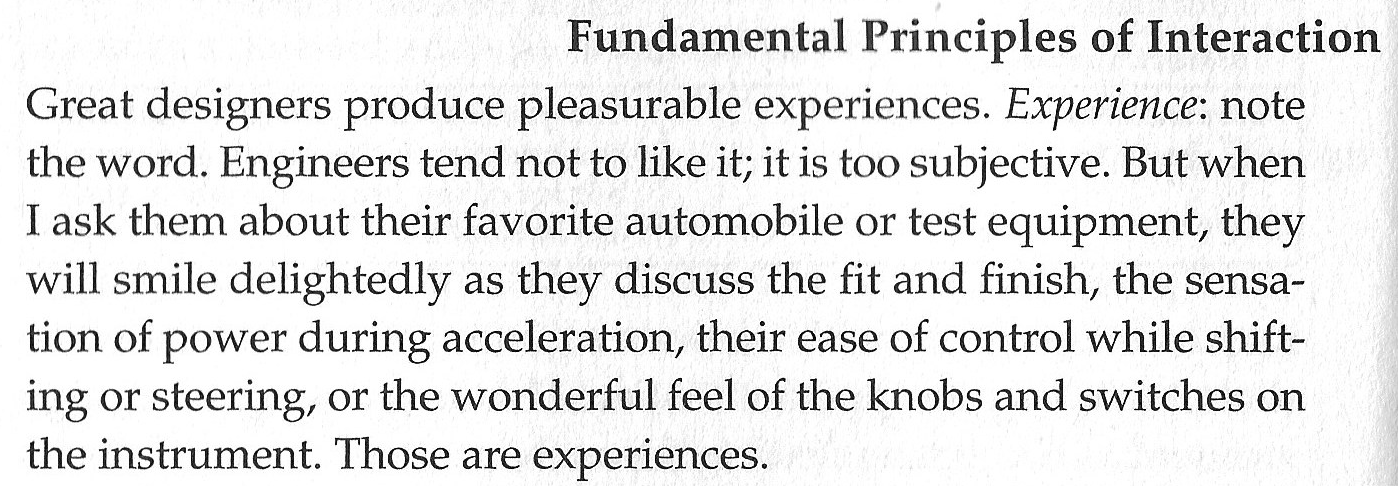 Fundamental Principles of Interaction
Great designers produce pleasurable experiences. Experience: note
the word. Engineers tend not to like it; it is too subjective. But when
I ask them about their favorite automobile or test equipment, they
will smile delightedly as they discuss the fit and finish, the sensa-
tion of power during acceleration, their ease of control while shift-
ing or steering, or the wonderful feel of the knobs and switches on
the instrument. Those are experiences.